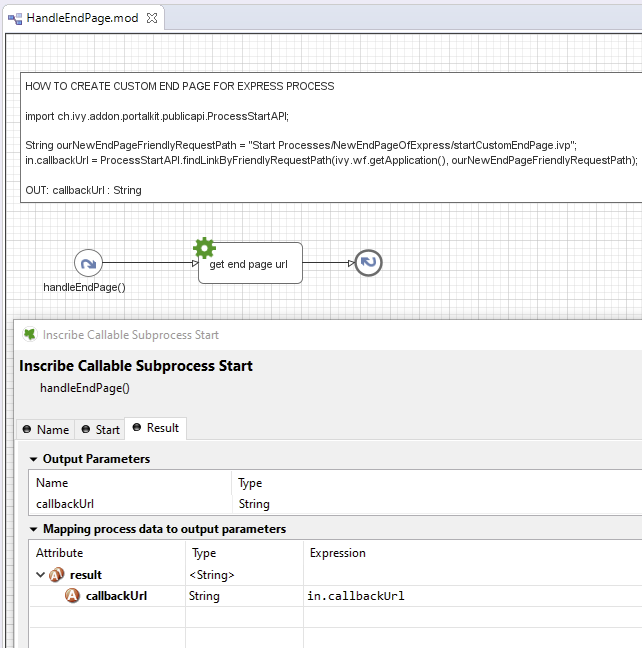 HandleEndPage.mod
HOW TO CREATE CUSTOM END PAGE FOR EXPRESS PROCESS
import ch.ivy.addon.portalkit.publicapi.ProcessStartAPI;
String ourNewEndPageFriendlyRequestPath = "Start Processes/NewEndPageOfExpress/startCustomEndPage.ivp";
in.callbackUrl = ProcessStartAPI.findLinkByFriendlyRequestPath(ivy.wf.getApplication(), ourNewEndPageFriendlyRequestPath);
OUT: callbackUrl : String
get end page url
handleEndPage()
Inscribe Callable Subprocess Start
Inscribe Callable Subprocess Start
handleEndPage()
Name Start Result
Output Parameters
Name Type
callbackUrl String
Mapping process data to output parameters
Attribute Type Expression
result <String>
callbackUrl String in.callbackUrl